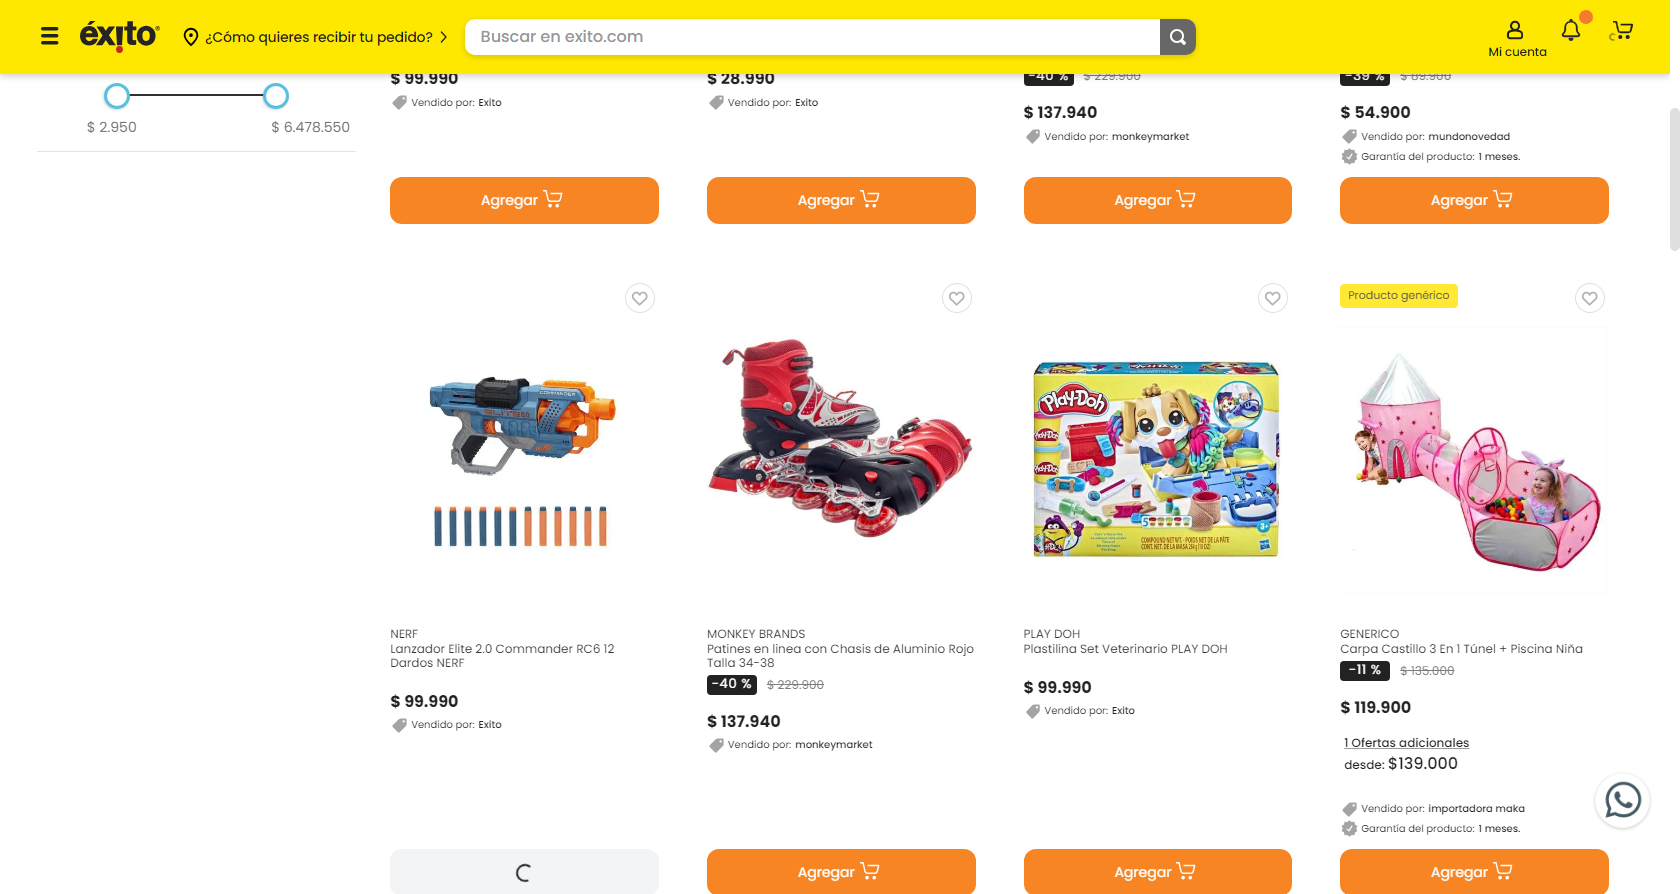 éxito
¿Cómo quieres recibir tu pedido?
Buscar en exito.com
Mi cuenta
$ 2.950
$ 6.478.550
$ 99.990
Vendido por: Exito
$ 28.990
Vendido por: Exito
-40 % $ 229.900
$ 137.940
Vendido por: monkeymarket
-39 % $ 89.900
$ 54.900
Vendido por: mundonovedad
Garantía del producto: 1 meses.
Agregar
Agregar
Agregar
Agregar
Producto genérico
COMMANDER
Play-Doh
NERF
Lanzador Elite 2.0 Commander RC6 12
Dardos NERF
$ 99.990
Vendido por: Exito
MONKEY BRANDS
Patines en linea con Chasis de Aluminio Rojo
Talla 34-38
-40 % $ 229.900
$ 137.940
Vendido por: monkeymarket
PLAY DOH
Plastilina Set Veterinario PLAY DOH
$ 99.990
Vendido por: Exito
GENERICO
Carpa Castillo 3 En 1 Túnel + Piscina Niña
-11 % $ 135.000
$ 119.900
1 Ofertas adicionales
desde: $139.000
Vendido por: importadora maka
Garantía del producto: 1 meses.
Agregar
Agregar
Agregar